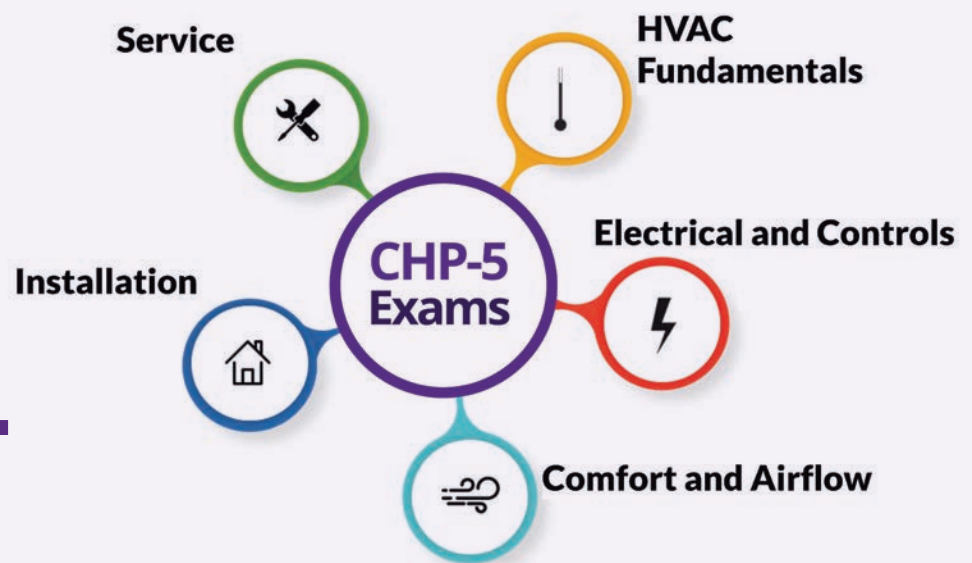 Service
HVAC
Fundamentals
CHP-5
Exams
Electrical and Controls
Installation
Comfort and Airflow